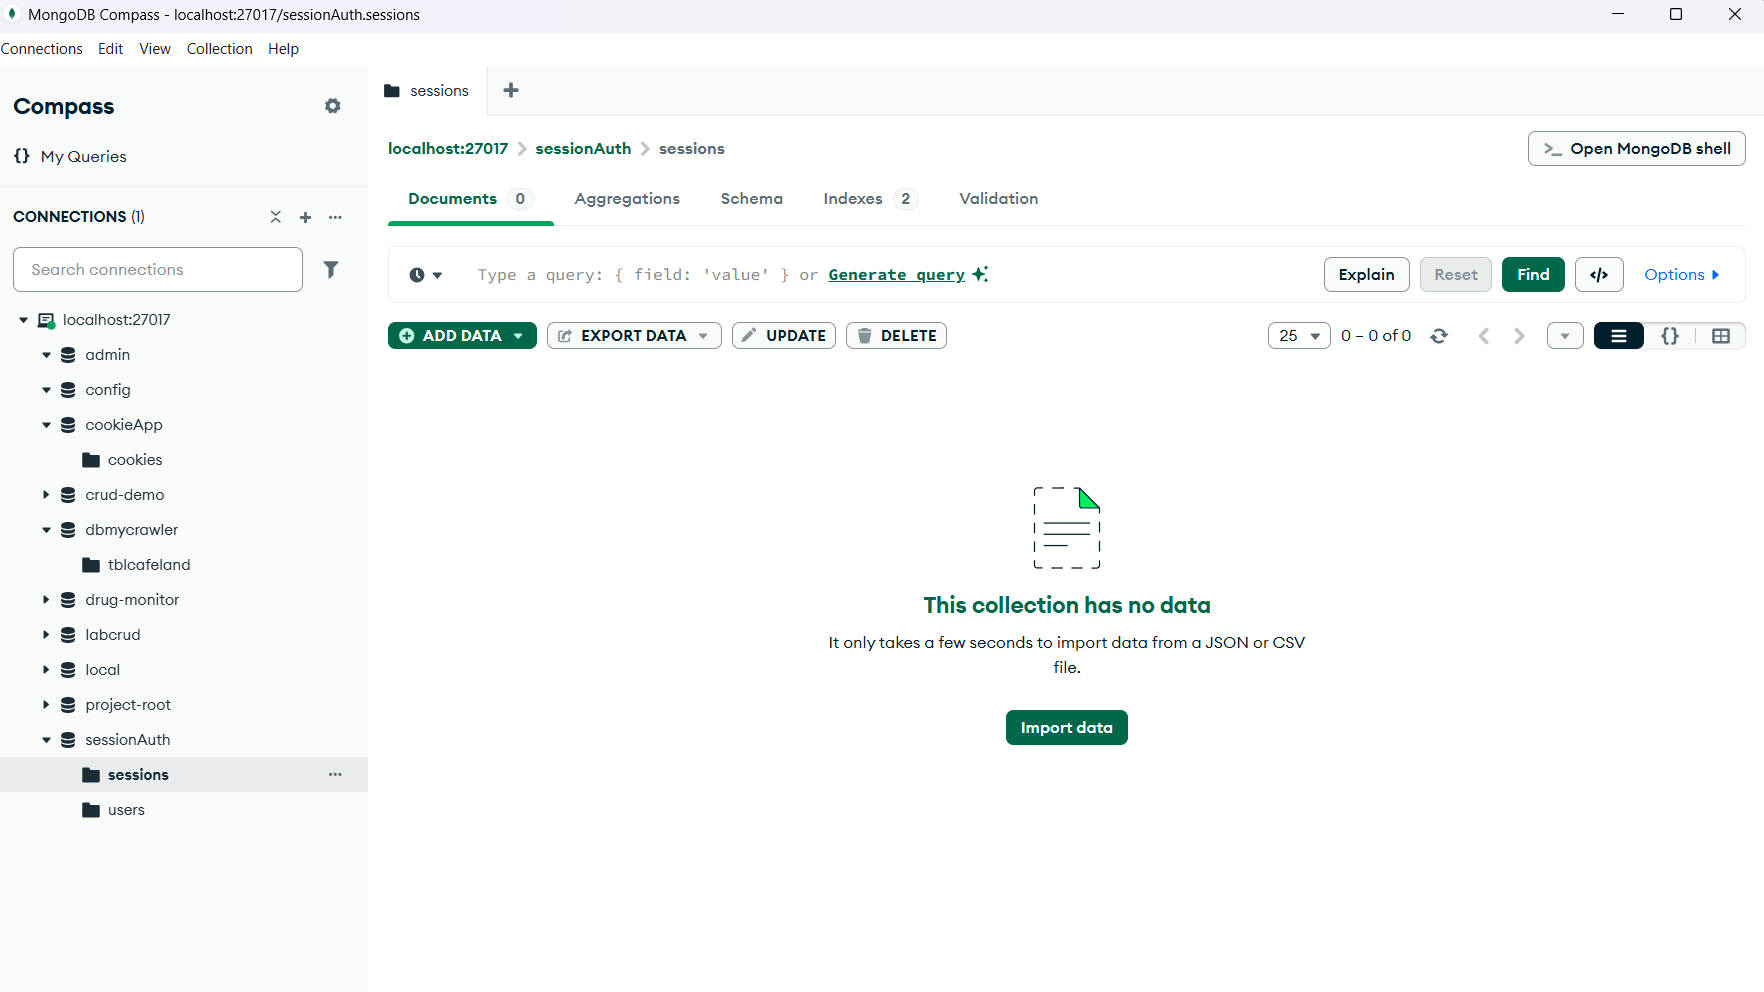 MongoDB Compass - localhost:27017/sessionAuth.sessions
Connections Edit View Collection Help
Compass
{} My Queries
CONNECTIONS (1)
Search connections
localhost:27017
admin
config
cookieApp
cookies
crud-demo
dbmycrawler
tblcafeland
drug-monitor
labcrud
local
project-root
sessionAuth
sessions
users
sessions
localhost:27017 > sessionAuth > sessions
>_ Open MongoDB shell
Documents 0 Aggregations Schema Indexes 2 Validation
Type a query: { field: 'value' } or Generate query
Explain Reset Find </> Options
ADD DATA EXPORT DATA UPDATE DELETE
25 0 – 0 of 0 {}
This collection has no data
It only takes a few seconds to import data from a JSON or CSV
file.
Import data